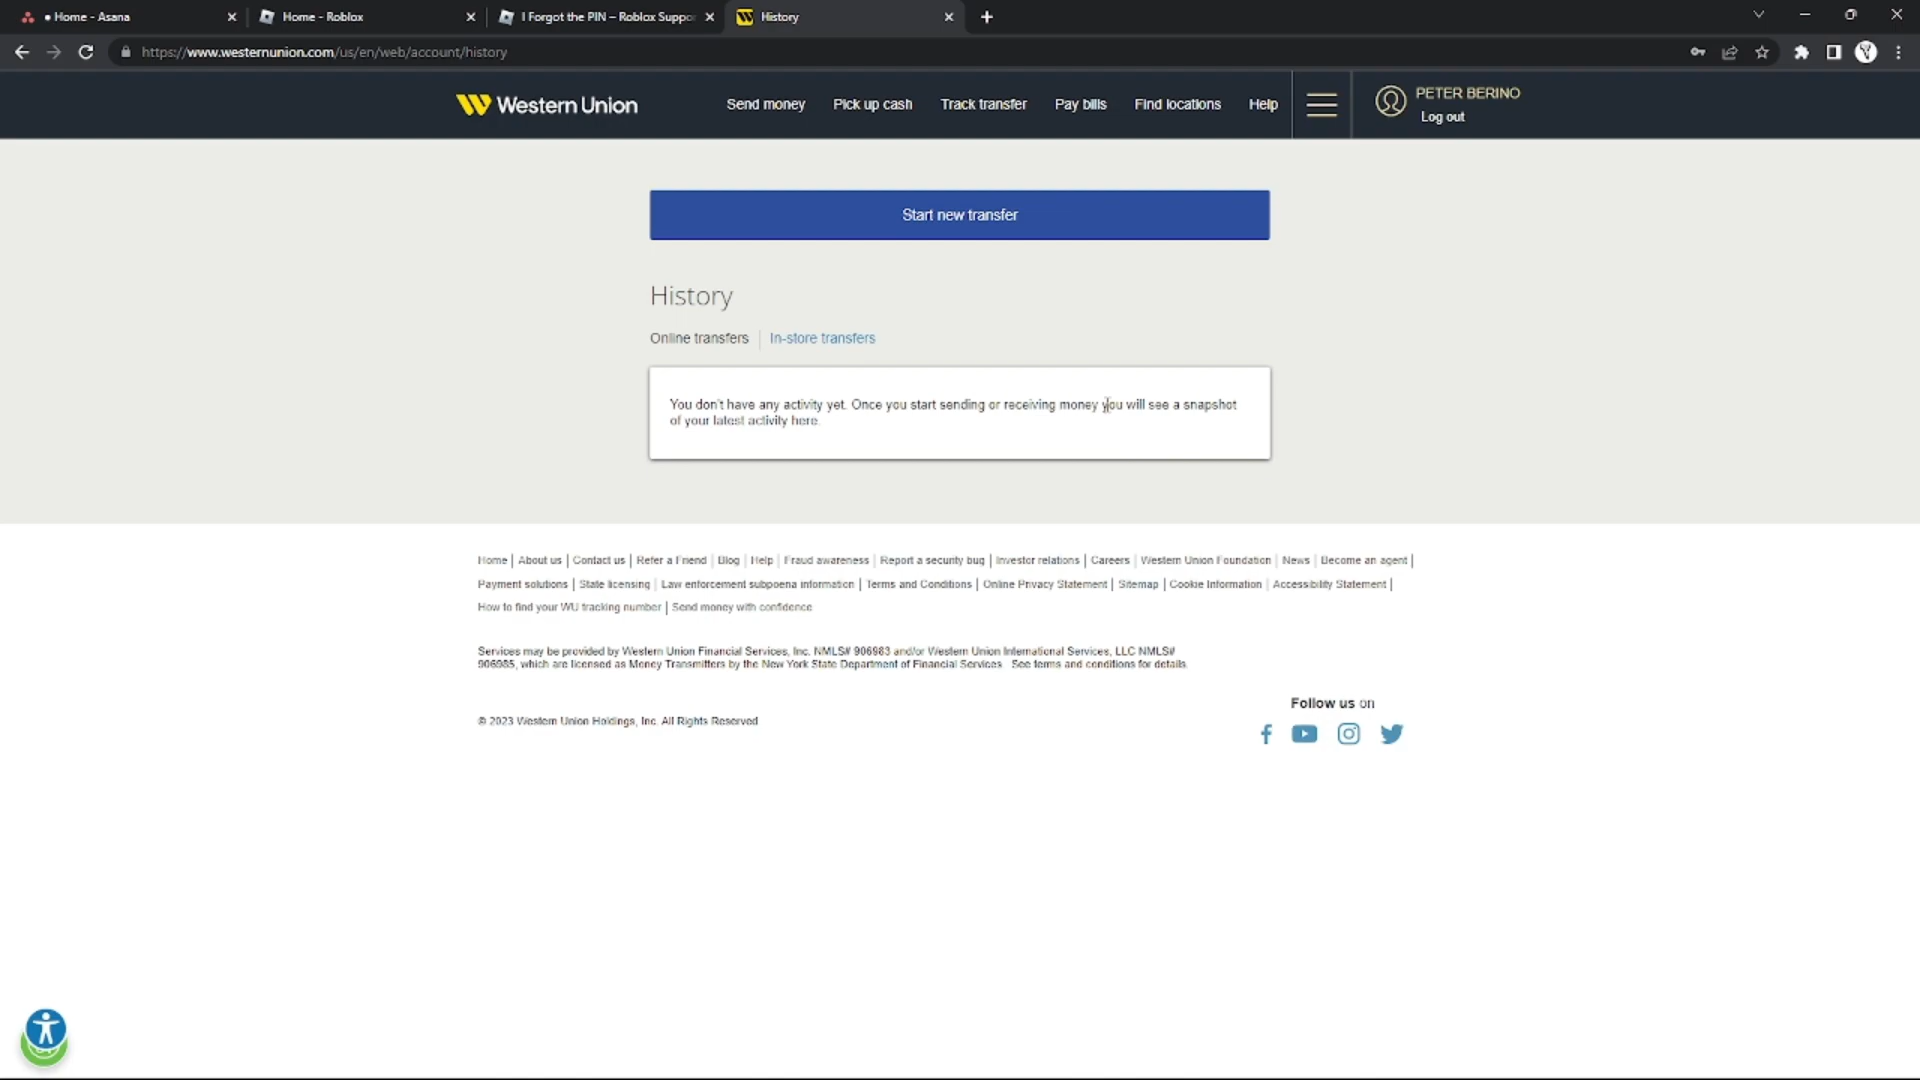 • Home - Asana
Home - Roblox
I Forgot the PIN – Roblox Suppo
History
https://www.westernunion.com/us/en/web/account/history
Western Union
Send money
Pick up cash
Track transfer
Pay bills
Find locations
Help
PETER BERINO
Log out
Start new transfer
History
Online transfers
In-store transfers
You don't have any activity yet. Once you start sending or receiving money you will see a snapshot
of your latest activity here.
Home | About us | Contact us | Refer a Friend | Blog | Help | Fraud awareness | Report a security bug | Investor relations | Careers | Western Union Foundation | News | Become an agent |
Payment solutions | State licensing | Law enforcement subpoena information | Terms and Conditions | Online Privacy Statement | Sitemap | Cookie Information | Accessibility Statement |
How to find your WU tracking number | Send money with confidence
Services may be provided by Western Union Financial Services, Inc. NMLS# 906983 and/or Western Union International Services, LLC NMLS#
906985, which are licensed as Money Transmitters by the New York State Department of Financial Services. See terms and conditions for details.
Follow us on
© 2023 Western Union Holdings, Inc. All Rights Reserved